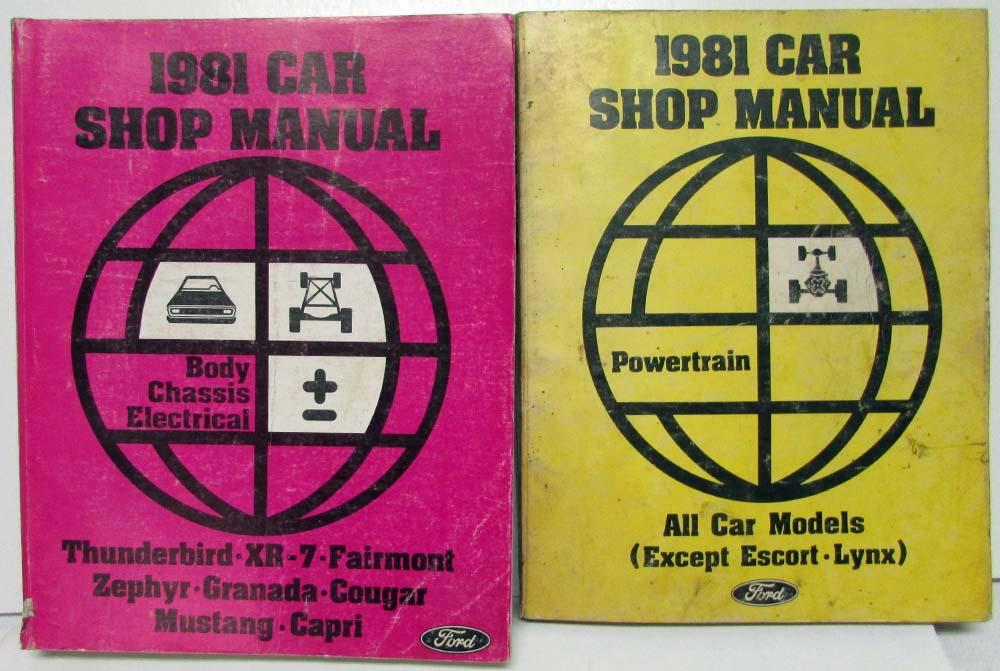 1981 CAR
SHOP MANUAL
Body
Chassis
Electrical
Thunderbird·XR-7·Fairmont
Zephyr·Granada·Cougar
Mustang·Capri
Ford
1981 CAR
SHOP MANUAL
Powertrain
All Car Models
(Except Escort·Lynx)
Ford